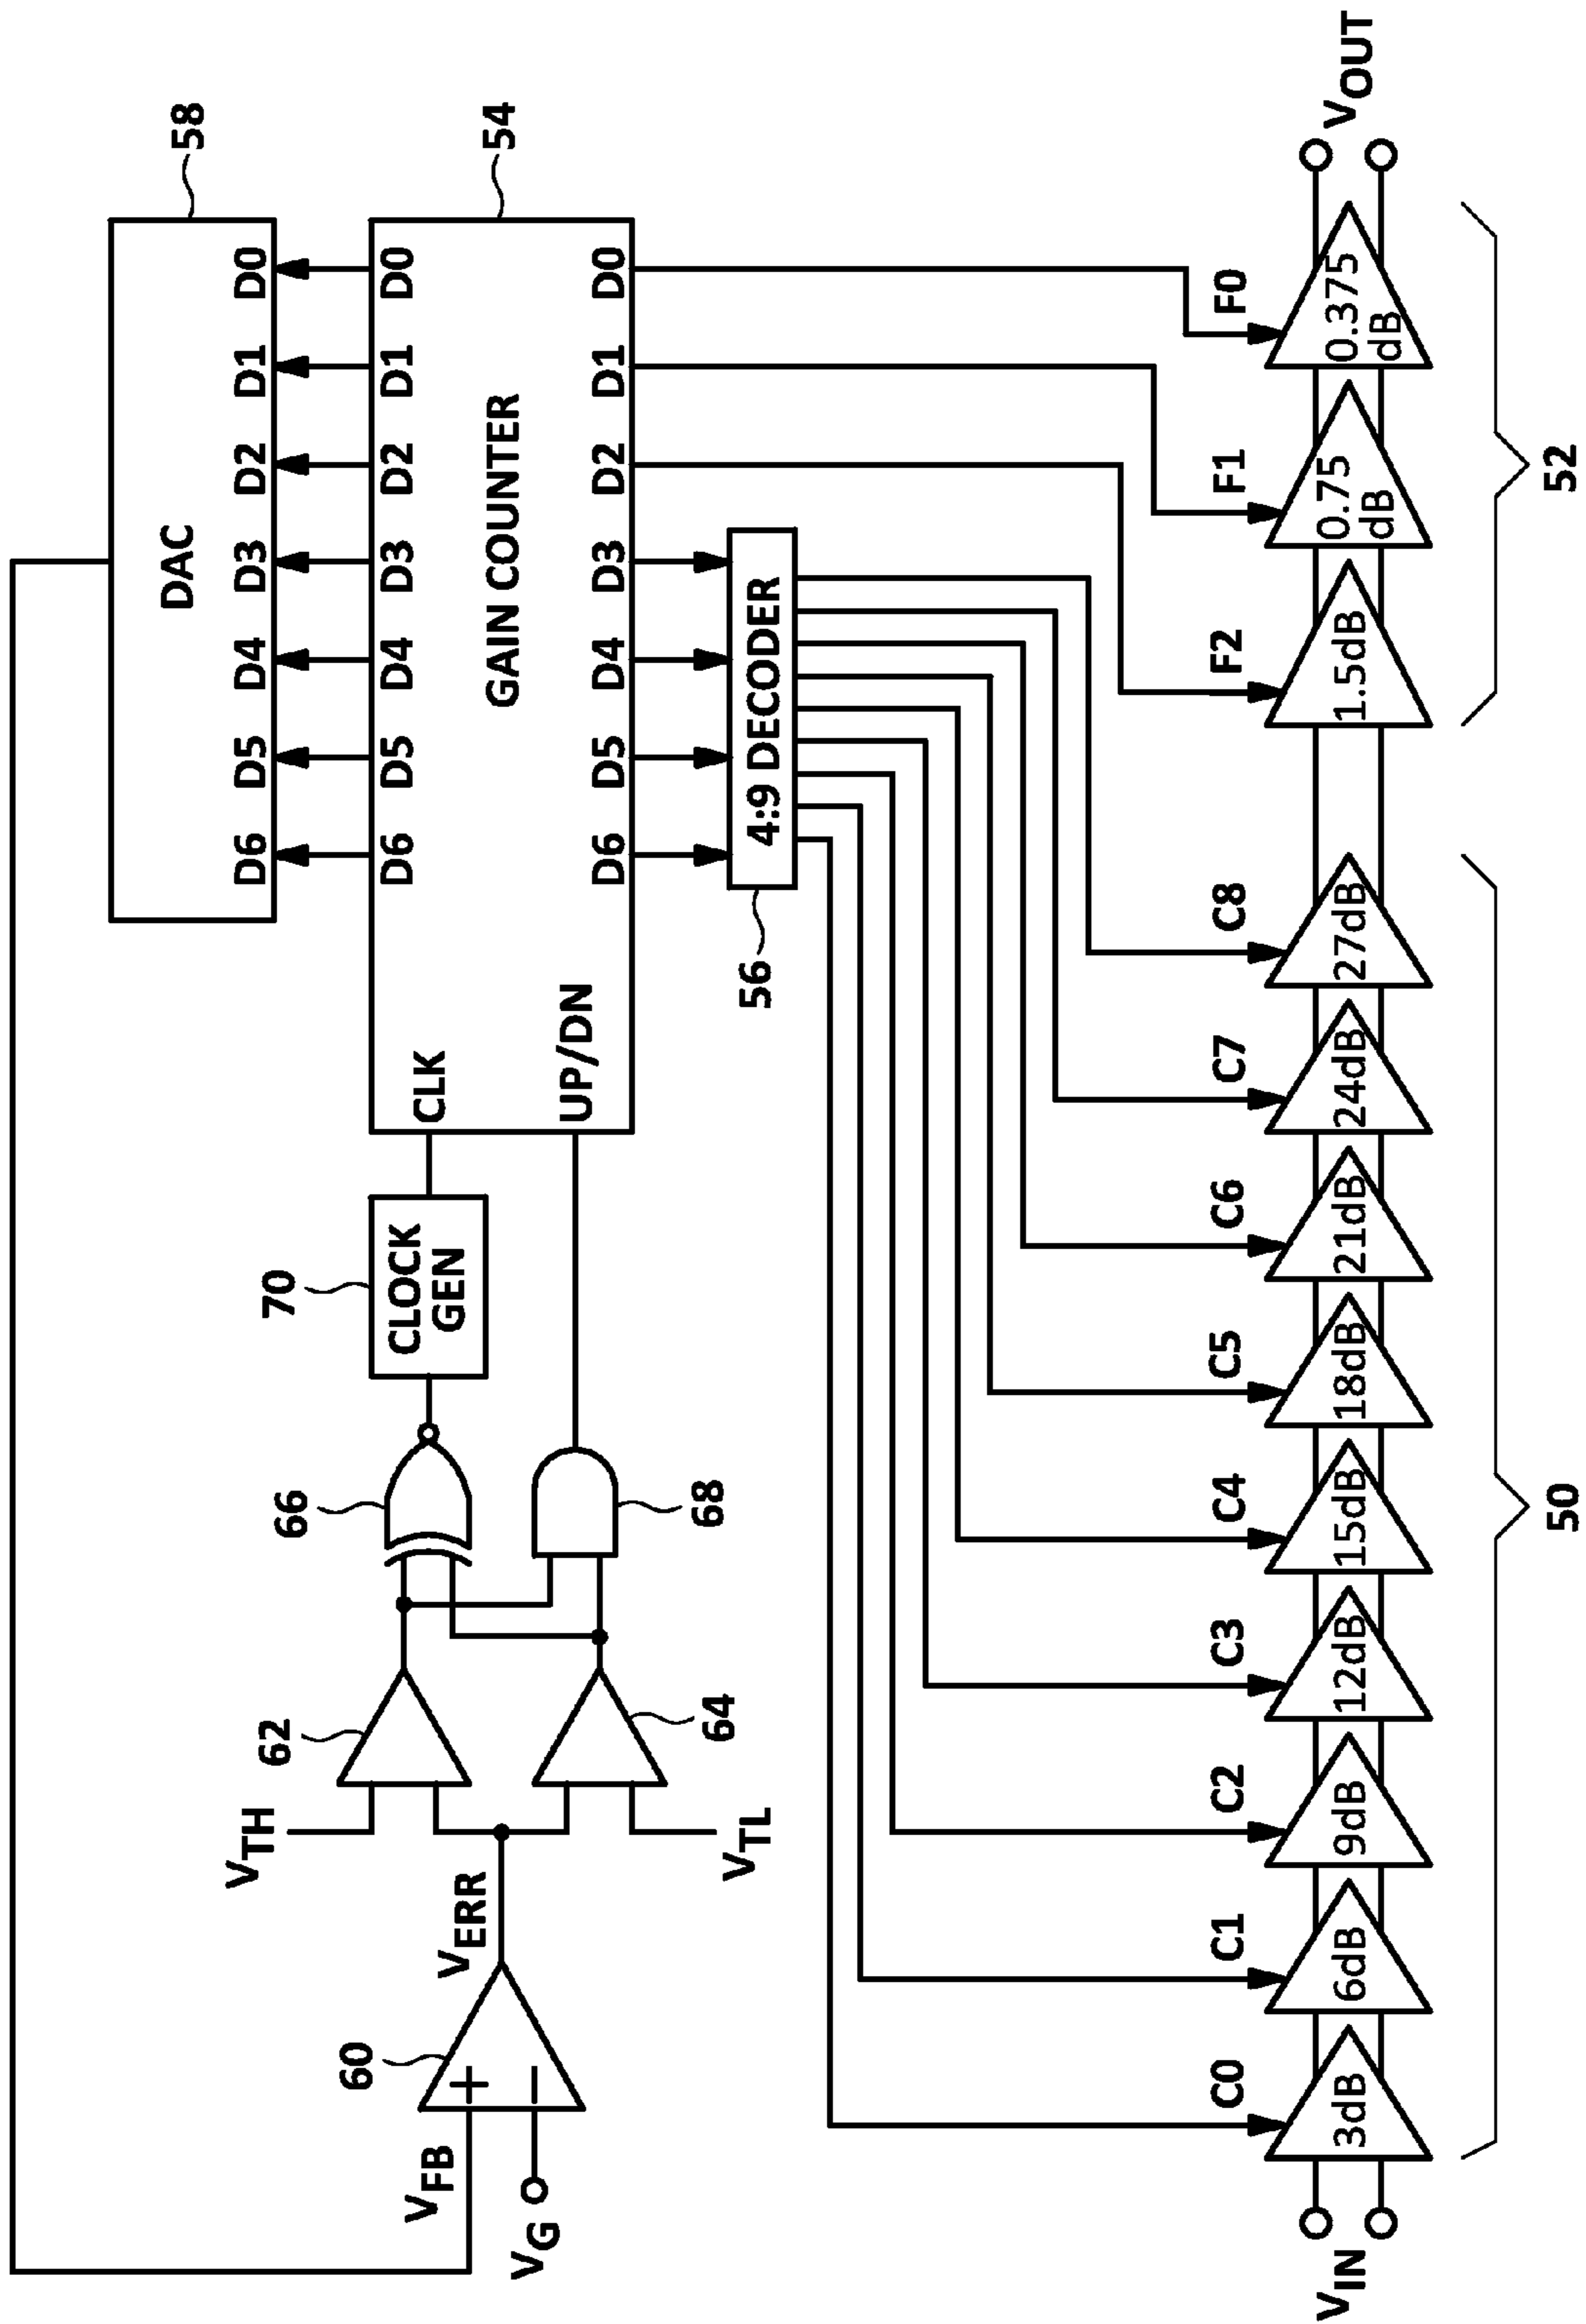 58
DAC
D6 D5 D4 D3 D2 D1 D0
54
D6 D5 D4 D3 D2 D1 D0
CLK
GAIN COUNTER
UP/DN
D6 D5 D4 D3 D2 D1 D0
70
CLOCK
GEN
66
68
62
64
VTH
VTL
VERR
60
+
−
VFB
VG
56
4:9 DECODER
C0 C1 C2 C3 C4 C5 C6 C7 C8 F2 F1 F0
VIN
3dB 6dB 9dB 12dB 15dB 18dB 21dB 24dB 27dB 1.5dB
0.75
dB
0.375
dB
VOUT
50
52